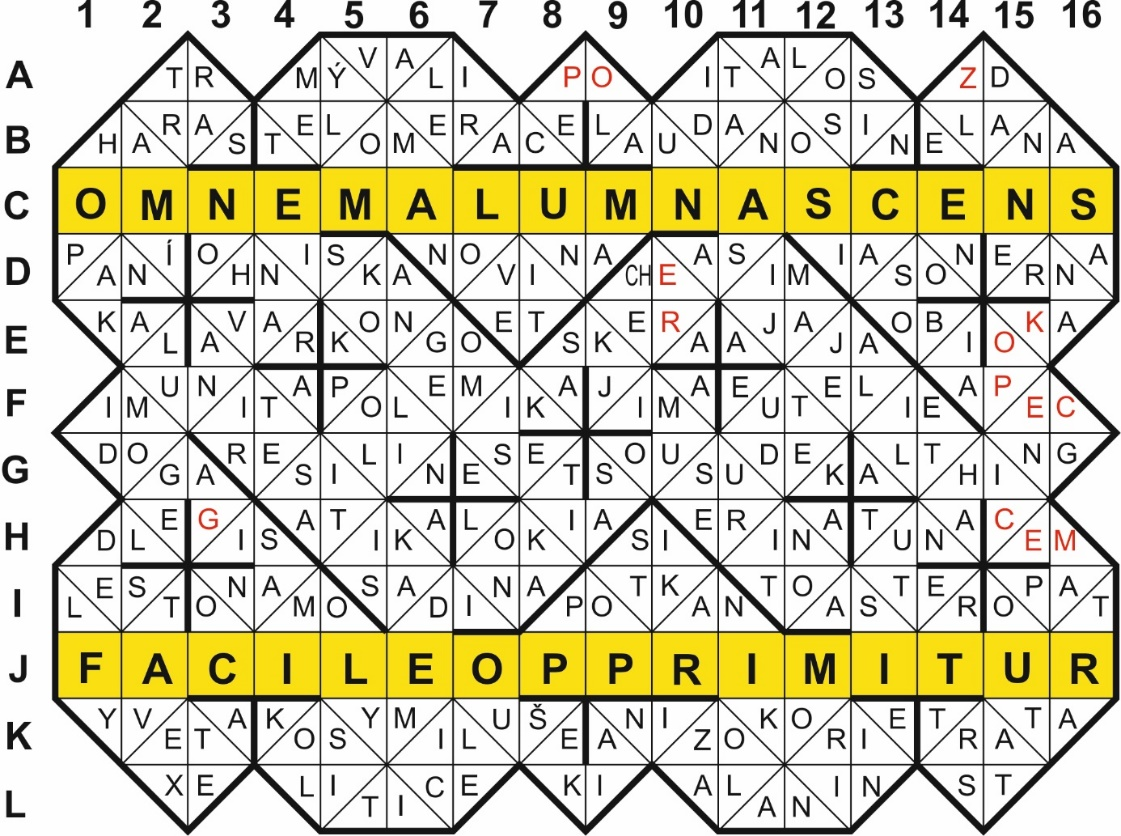 1 2 3 4 5 6 7 8 9 10 11 12 13 14 15 16
A T R M Ý V A L I P O I T A L O S Z D
B H A R A S T E L O M E R A C E L A U D A N O S I N E L A N A
C O M N E M A L U M N A S C E N S
D P A N Í O H N I S K A N O V I N A CH E A S I M I A S O N E R N A
E K A L A V A R K O N G O E T S K E R A A J A J A O B I O K A
F I M U N I T A P O L E M I K A J I M A E U T E L I E A P E C
G D O G A R E S I L I N E S E T S O U S U D E K A L T H I N G
H D L E G I S A T I K A L O K I A S I E R I N A T U N A C E M
I L E S T O N A M O S A D I N A P O T K A N T O A S T E R O P A T
J F A C I L E O P P R I M I T U R
K Y V E T A K O S Y M I L U Š E A N I Z O K O R I E T R A T A
L X E L I T I C E K I A L A N I N S T